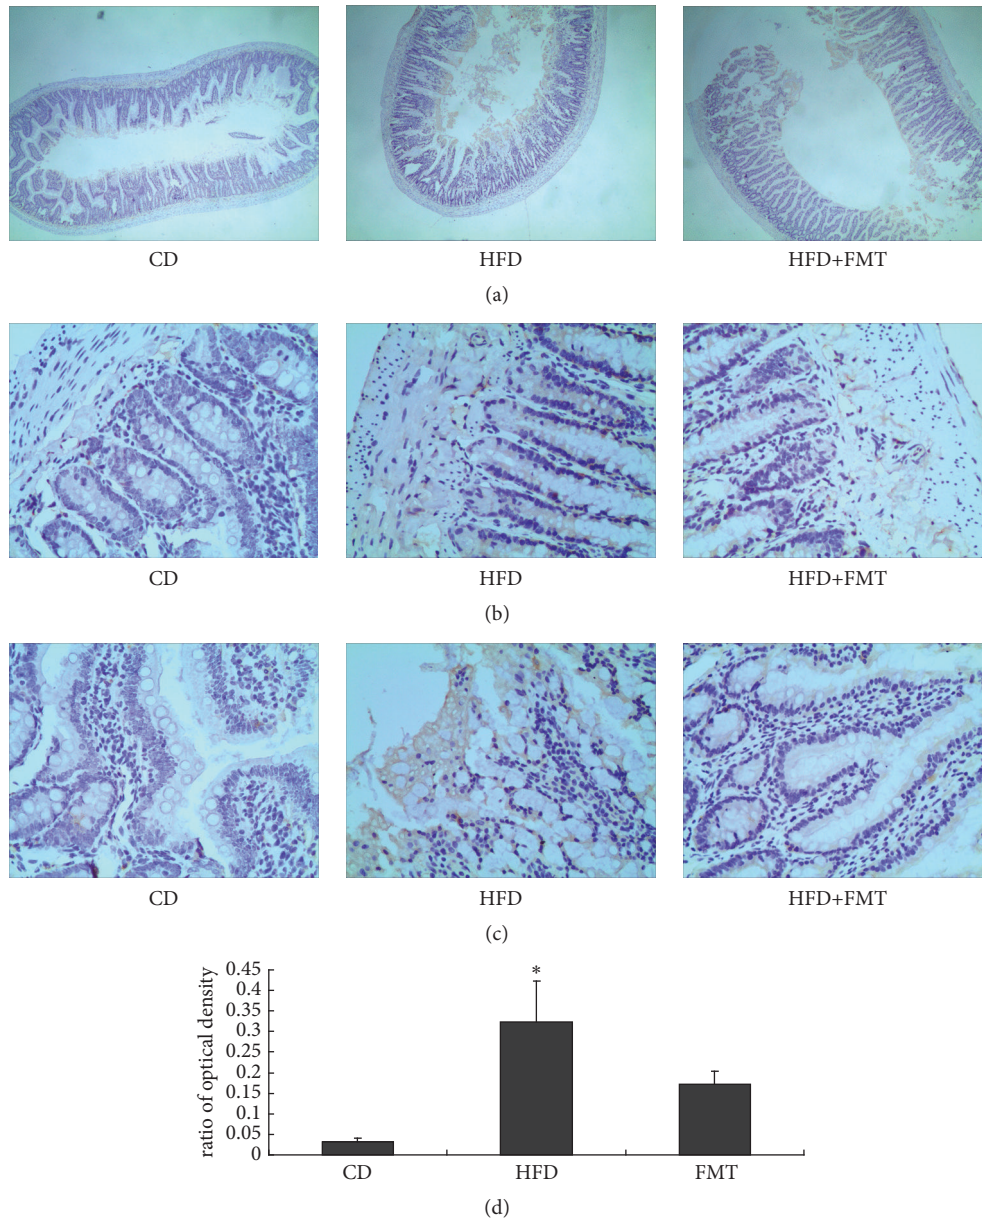 CD HFD HFD+FMT
(a)
CD HFD HFD+FMT
(b)
CD HFD HFD+FMT
(c)
ratio of optical density
0.45
0.4
0.35
0.3
0.25
0.2
0.15
0.1
0.05
0
*
CD HFD FMT
(d)